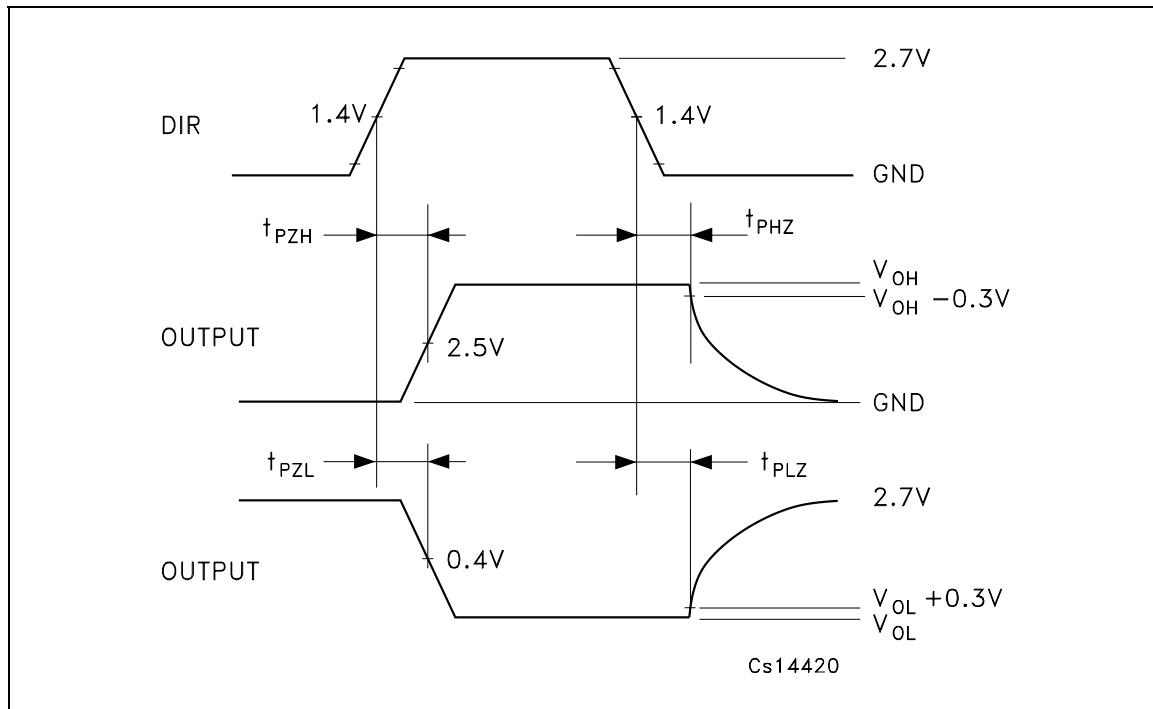 2.7V
1.4V
1.4V
DIR
GND
tPZH
tPHZ
VOH
VOH −0.3V
OUTPUT
2.5V
GND
tPZL
tPLZ
2.7V
0.4V
OUTPUT
VOL +0.3V
VOL
Cs14420